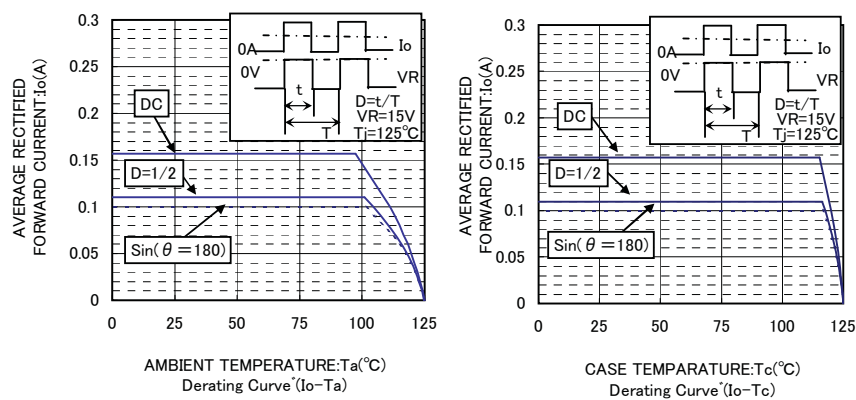 AVERAGE RECTIFIED
FORWARD CURRENT:Io(A)
0.3
0.25
0.2
0.15
0.1
0.05
0
0
25
50
75
100
125
DC
D=1/2
Sin(θ=180)
0A
Io
0V
VR
t
T
D=t/T
VR=15V
Tj=125℃
AMBIENT TEMPERATURE:Ta(℃)
Derating Curve*(Io-Ta)
AVERAGE RECTIFIED
FORWARD CURRENT:Io(A)
0.3
0.25
0.2
0.15
0.1
0.05
0
0
25
50
75
100
125
DC
D=1/2
Sin(θ=180)
0A
Io
0V
VR
t
T
D=t/T
VR=15V
Tj=125℃
CASE TEMPARATURE:Tc(℃)
Derating Curve*(Io-Tc)